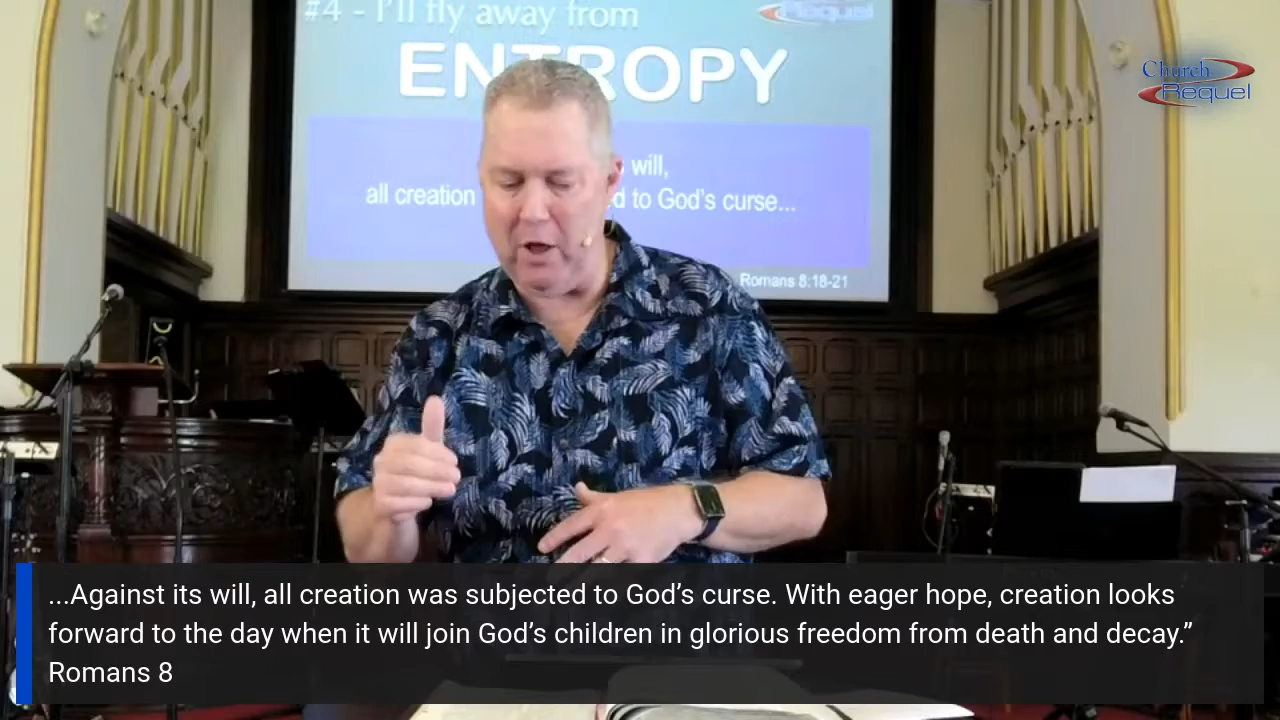 #4 - I'll fly away from
ENTROPY
will,
all creation d to God's curse...
Romans 8:18-21
Church
Requel
...Against its will, all creation was subjected to God's curse. With eager hope, creation looks
forward to the day when it will join God's children in glorious freedom from death and decay.”
Romans 8